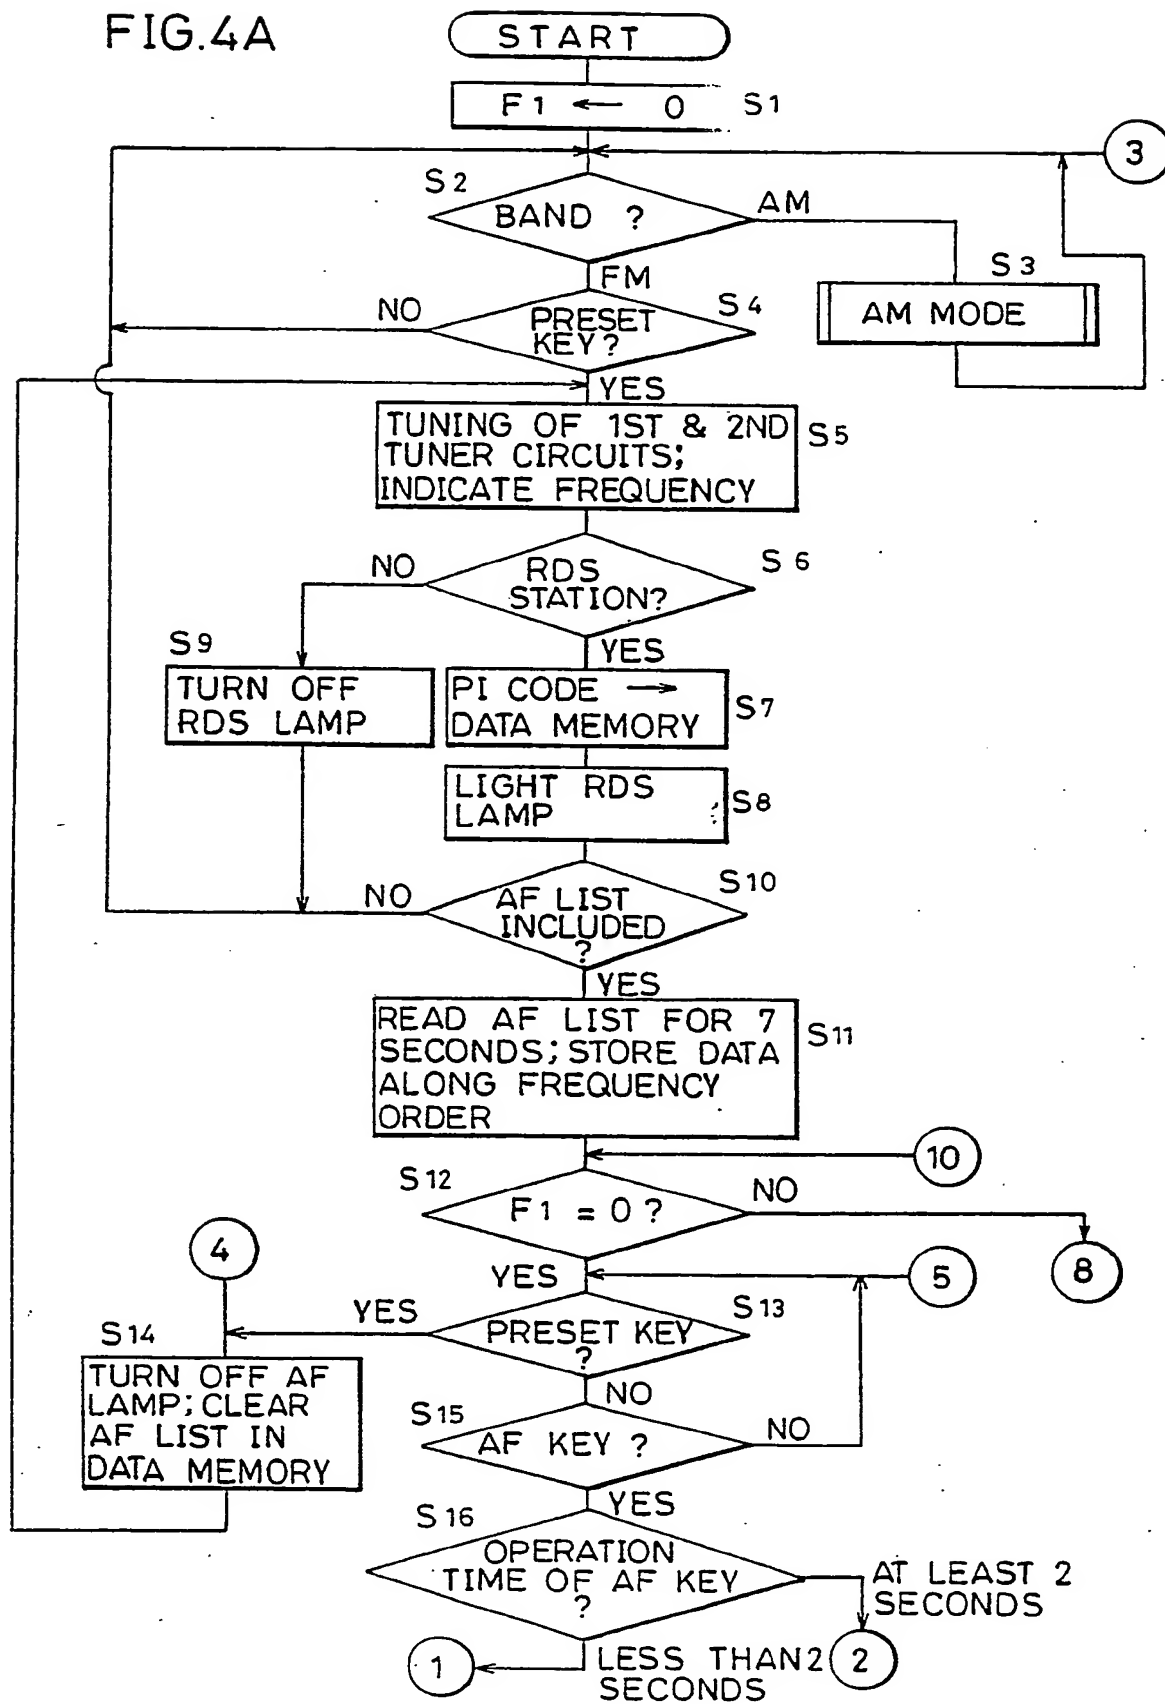 FIG.4A
START
F1 ← 0
S1
3
S2
BAND ?
AM
FM
S3
AM MODE
NO
PRESET
KEY?
S4
YES
TUNING OF 1ST & 2ND
TUNER CIRCUITS;
INDICATE FREQUENCY
S5
NO
RDS
STATION?
S6
YES
S9
TURN OFF
RDS LAMP
PI CODE →
DATA MEMORY
S7
LIGHT RDS
LAMP
S8
NO
AF LIST
INCLUDED
?
S10
YES
READ AF LIST FOR 7
SECONDS; STORE DATA
ALONG FREQUENCY
ORDER
S11
10
S12
F1 = 0 ?
NO
8
4
YES
5
YES
PRESET KEY
?
S13
S14
TURN OFF AF
LAMP; CLEAR
AF LIST IN
DATA MEMORY
NO
S15
AF KEY ?
NO
YES
S16
OPERATION
TIME OF AF KEY
?
AT LEAST 2
SECONDS
1
LESS THAN 2
SECONDS
2